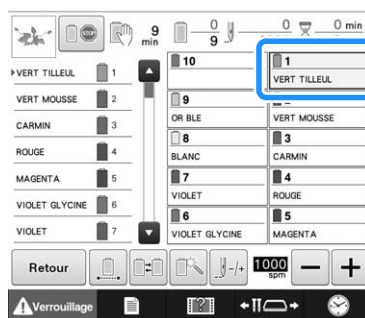 9 min
0
9
0
0 min
VERT TILLEUL 1
VERT MOUSSE 2
CARMIN 3
ROUGE 4
MAGENTA 5
VIOLET GLYCINE 6
VIOLET 7
10
1
VERT TILLEUL
9
OR BLE
VERT MOUSSE
8
BLANC
3
CARMIN
7
VIOLET
4
ROUGE
6
VIOLET GLYCINE
5
MAGENTA
Retour
-/+
1000 spm
Verrouillage